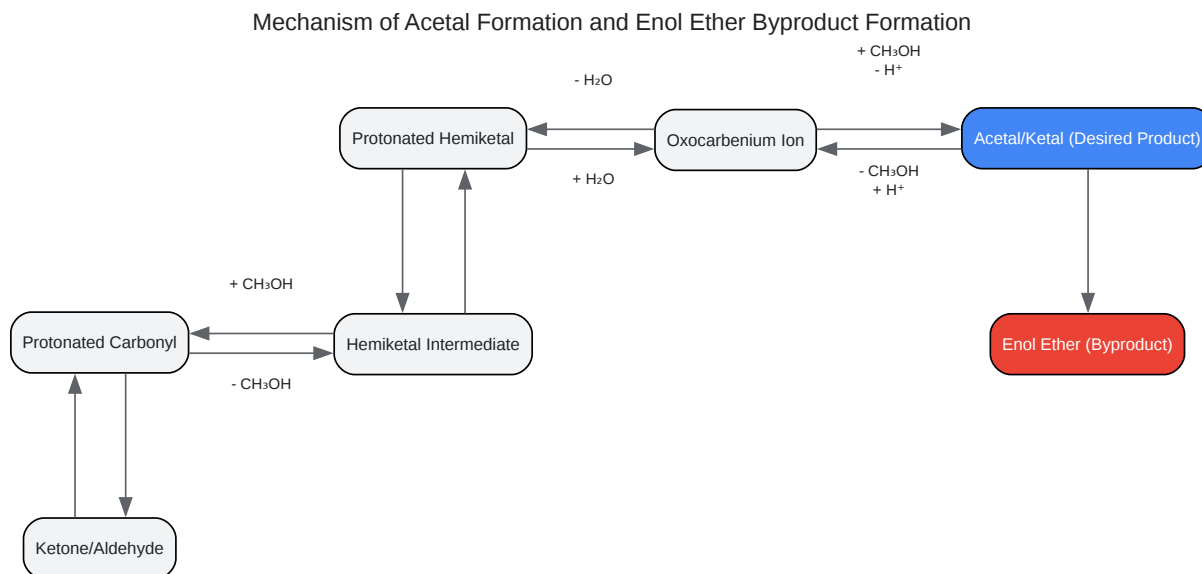 Mechanism of Acetal Formation and Enol Ether Byproduct Formation
+ CH₃OH
- H⁺
- H₂O
Protonated Hemiketal
Oxocarbenium Ion
Acetal/Ketal (Desired Product)
+ H₂O
- CH₃OH
+ H⁺
+ CH₃OH
Protonated Carbonyl
Hemiketal Intermediate
Enol Ether (Byproduct)
- CH₃OH
Ketone/Aldehyde